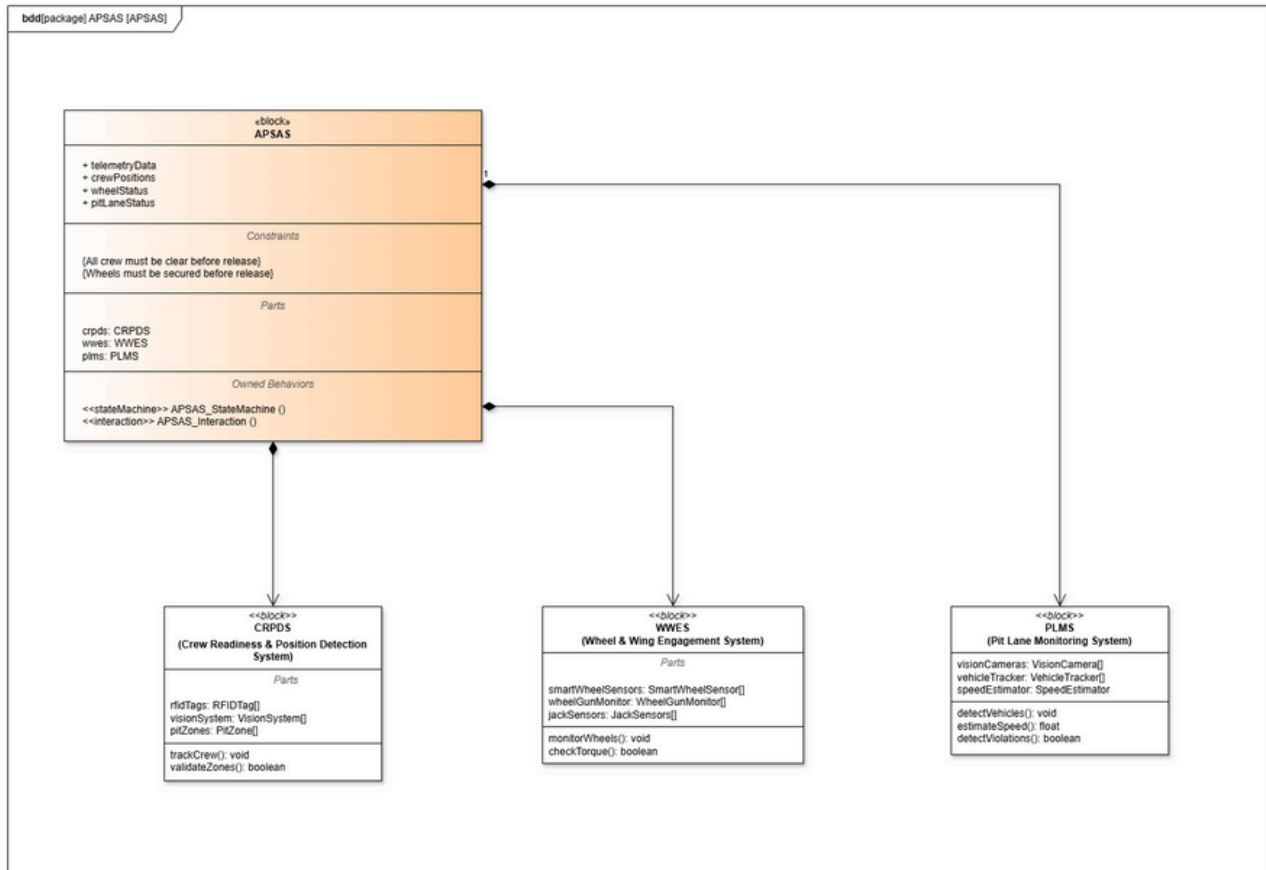 bdd[package] APSAS [APSAS]
«block»
APSAS
+ telemetryData
+ crewPositions
+ wheelStatus
+ pitLaneStatus
Constraints
{All crew must be clear before release}
{Wheels must be secured before release}
Parts
crpds: CRPDS
wwes: WWES
plms: PLMS
Owned Behaviors
<<stateMachine>> APSAS_StateMachine ()
<<interaction>> APSAS_Interaction ()
1
<<block>>
CRPDS
(Crew Readiness & Position Detection
System)
Parts
rfidTags: RFIDTag[]
visionSystem: VisionSystem[]
pitZones: PitZone[]
trackCrew(): void
validateZones(): boolean
<<block>>
WWES
(Wheel & Wing Engagement System)
Parts
smartWheelSensors: SmartWheelSensor[]
wheelGunMonitor: WheelGunMonitor[]
jackSensors: JackSensors[]
monitorWheels(): void
checkTorque(): boolean
<<block>>
PLMS
(Pit Lane Monitoring System)
visionCameras: VisionCamera[]
vehicleTracker: VehicleTracker[]
speedEstimator: SpeedEstimator
detectVehicles(): void
estimateSpeed(): float
detectViolations(): boolean